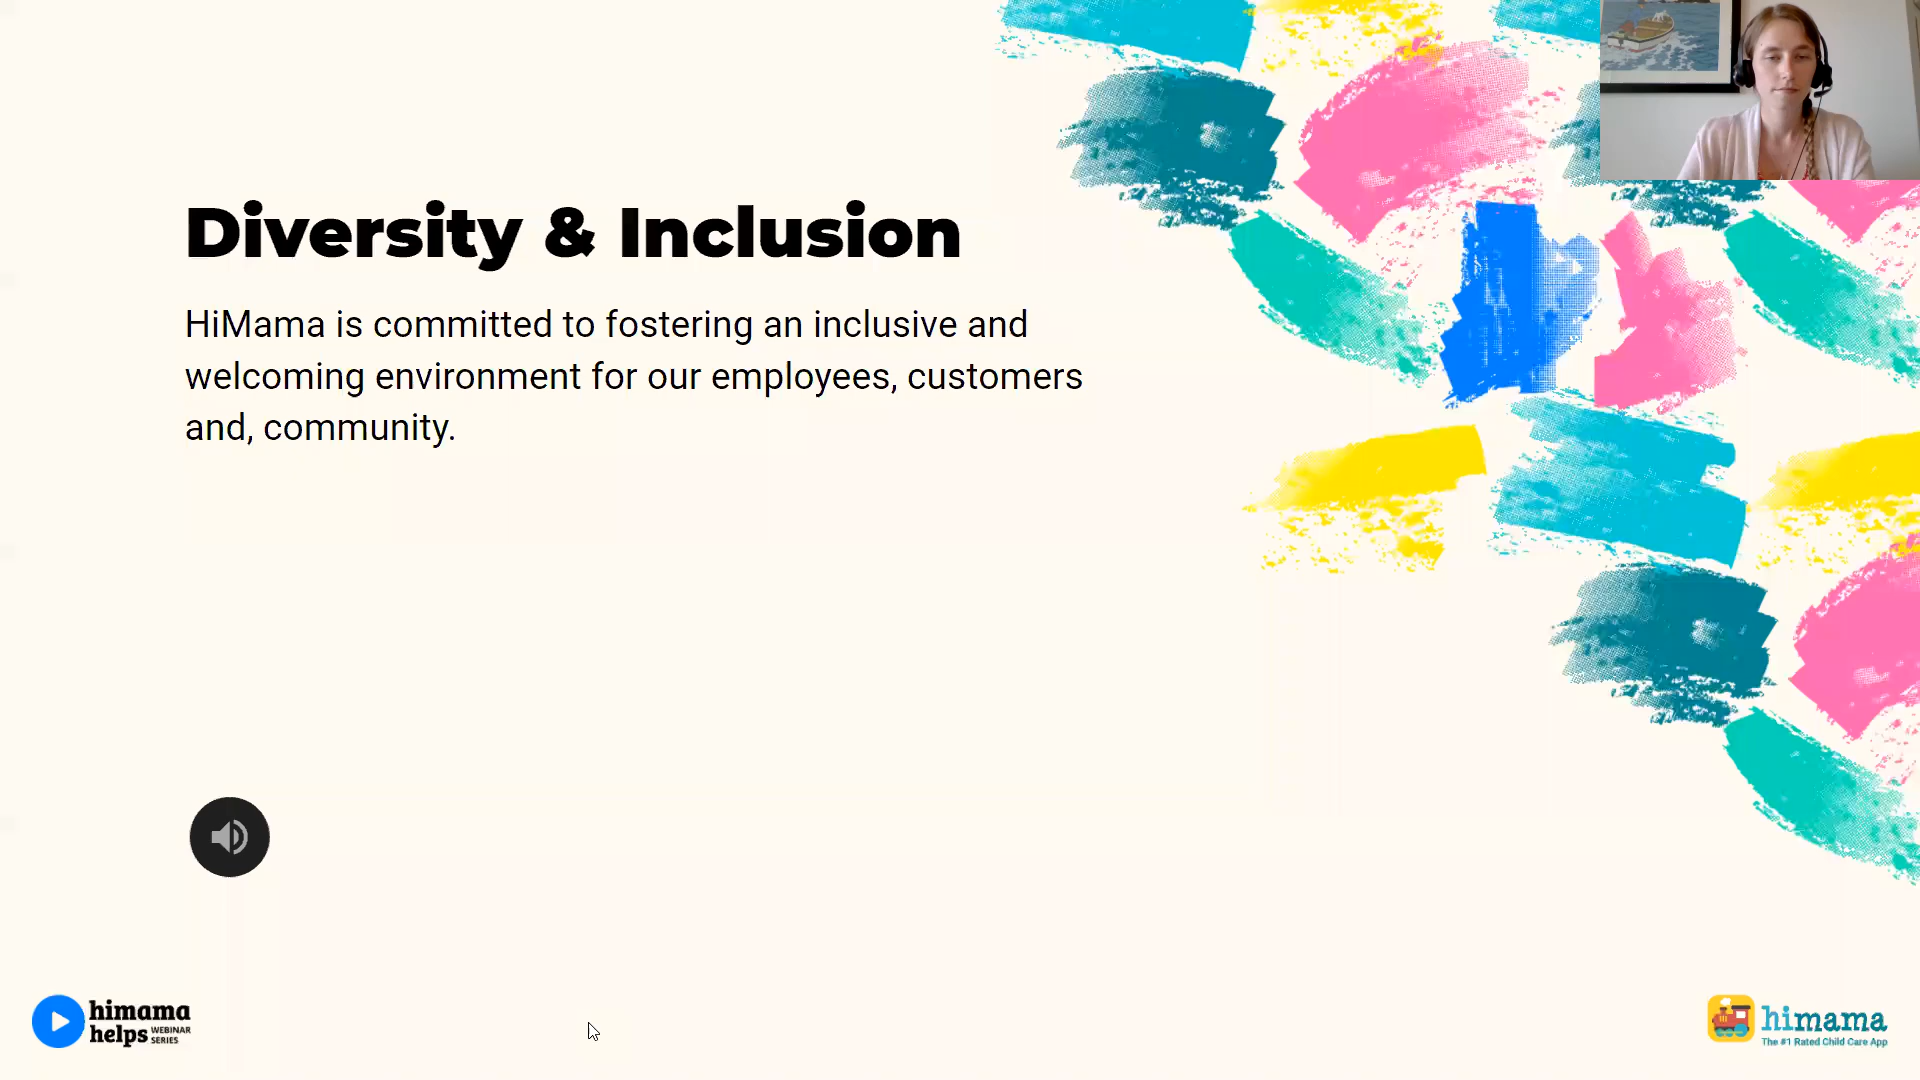 Diversity & Inclusion
HiMama is committed to fostering an inclusive and
welcoming environment for our employees, customers
and, community.
himama
helps WEBINAR
SERIES
himama
The #1 Rated Child Care App